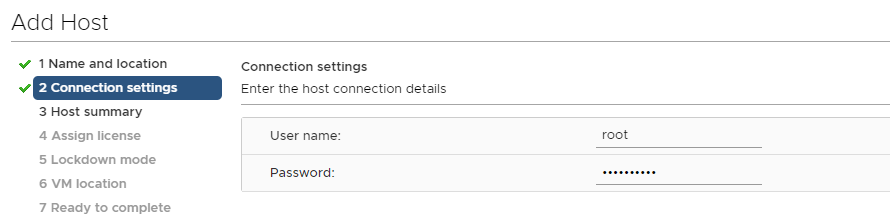 Add Host
1 Name and location
2 Connection settings
3 Host summary
4 Assign license
5 Lockdown mode
6 VM location
7 Ready to complete
Connection settings
Enter the host connection details
User name: root
Password: ••••••••••